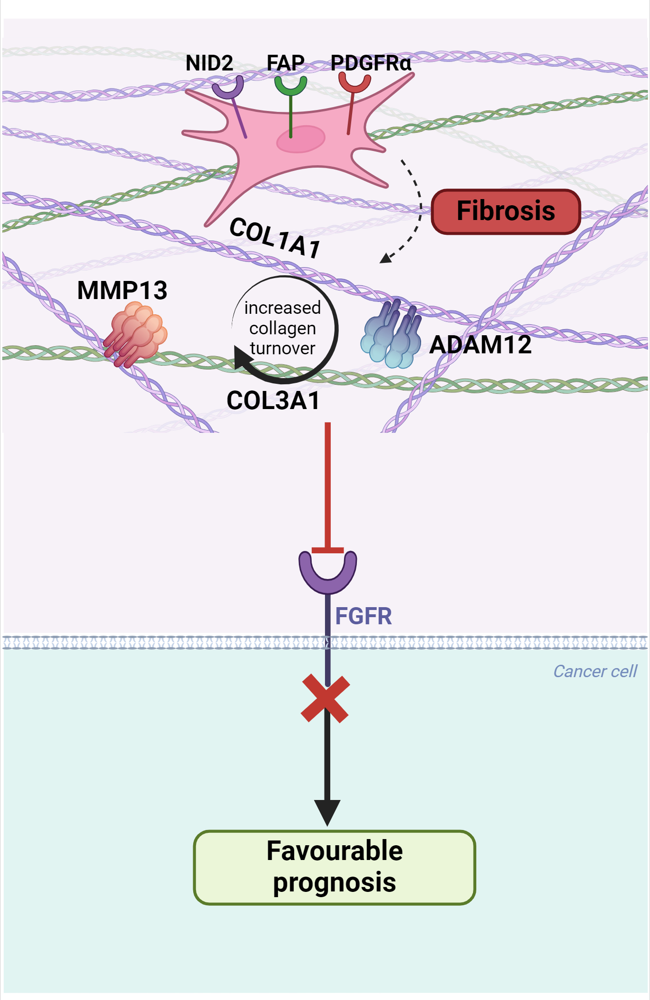 NID2 FAP PDGFRα
Fibrosis
COL1A1
MMP13
increased
collagen
turnover
ADAM12
COL3A1
FGFR
Cancer cell
Favourable
prognosis